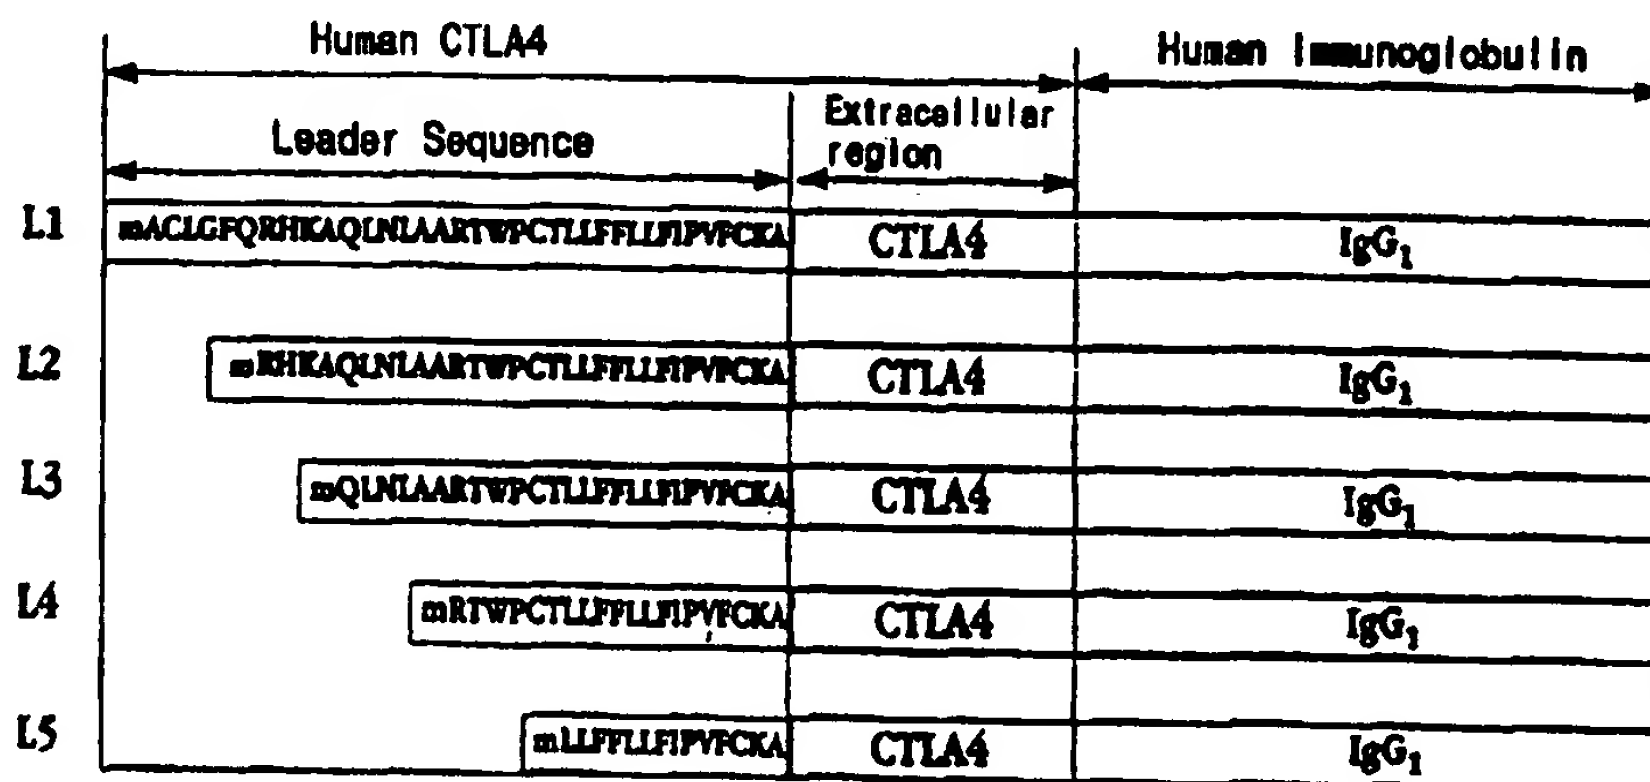 Human CTLA4
Human Immunoglobulin
Leader Sequence
Extracellular
region
L1 mACLGFQRHKAQLNLAARTWPCTLLFFLLFIPVFCKA CTLA4 IgG₁
L2 mRHKAQLNLAARTWPCTLLFFLLFIPVFCKA CTLA4 IgG₁
L3 mQLNLAARTWPCTLLFFLLFIPVFCKA CTLA4 IgG₁
L4 mRTWPCTLLFFLLFIPVFCKA CTLA4 IgG₁
L5 mLLFFLLFIPVFCKA CTLA4 IgG₁